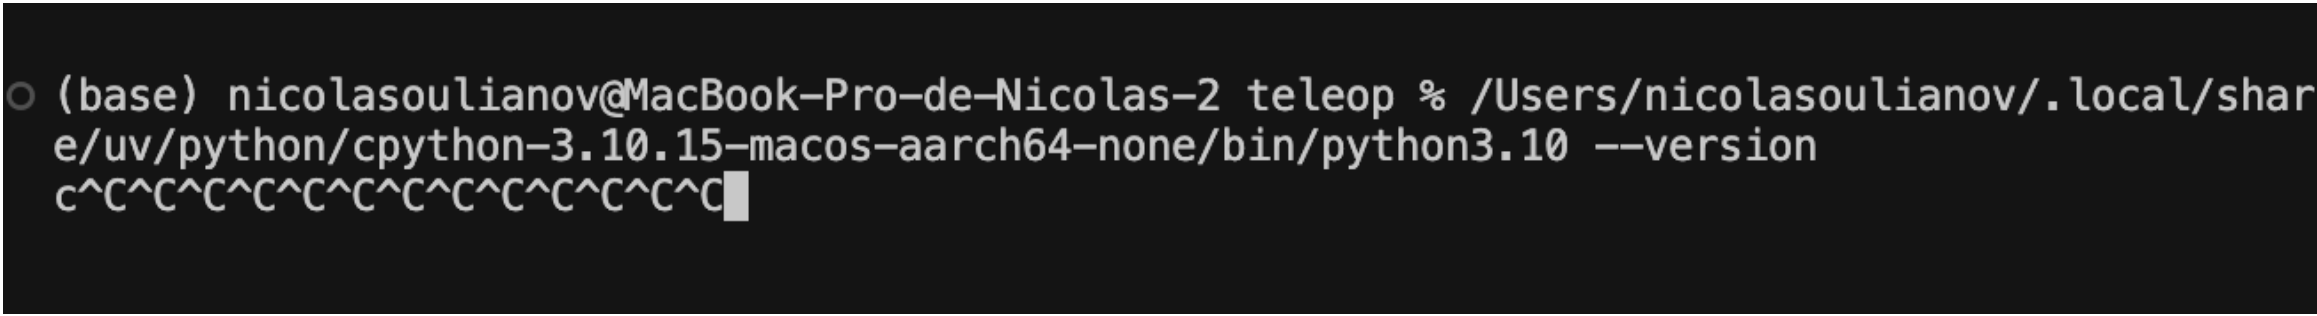 (base) nicolasoulianov@MacBook-Pro-de-Nicolas-2 teleop % /Users/nicolasoulianov/.local/shar
e/uv/python/cpython-3.10.15-macos-aarch64-none/bin/python3.10 --version
c^C^C^C^C^C^C^C^C^C^C^C^C^C